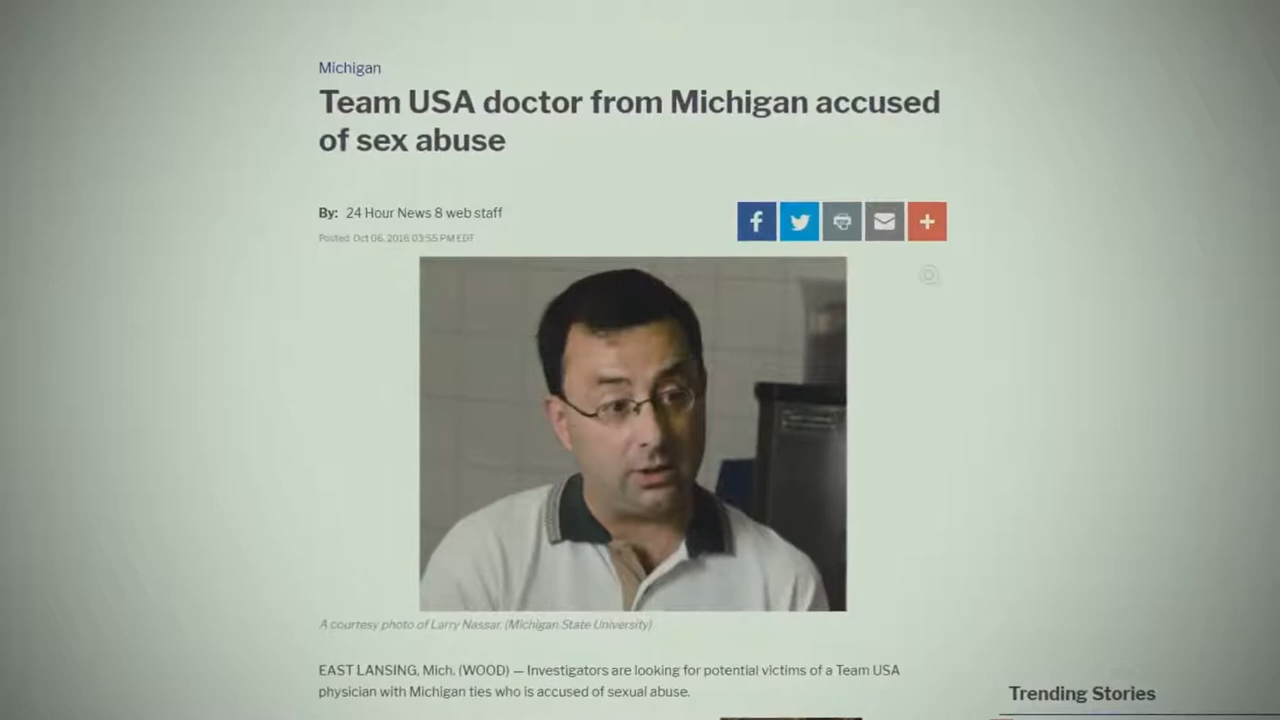 Michigan
Team USA doctor from Michigan accused
of sex abuse
By: 24 Hour News 8 web staff
Posted: Oct 06, 2016 03:55 PM EDT
A courtesy photo of Larry Nassar. (Michigan State University)
EAST LANSING, Mich. (WOOD) — Investigators are looking for potential victims of a Team USA
physician with Michigan ties who is accused of sexual abuse.
Trending Stories